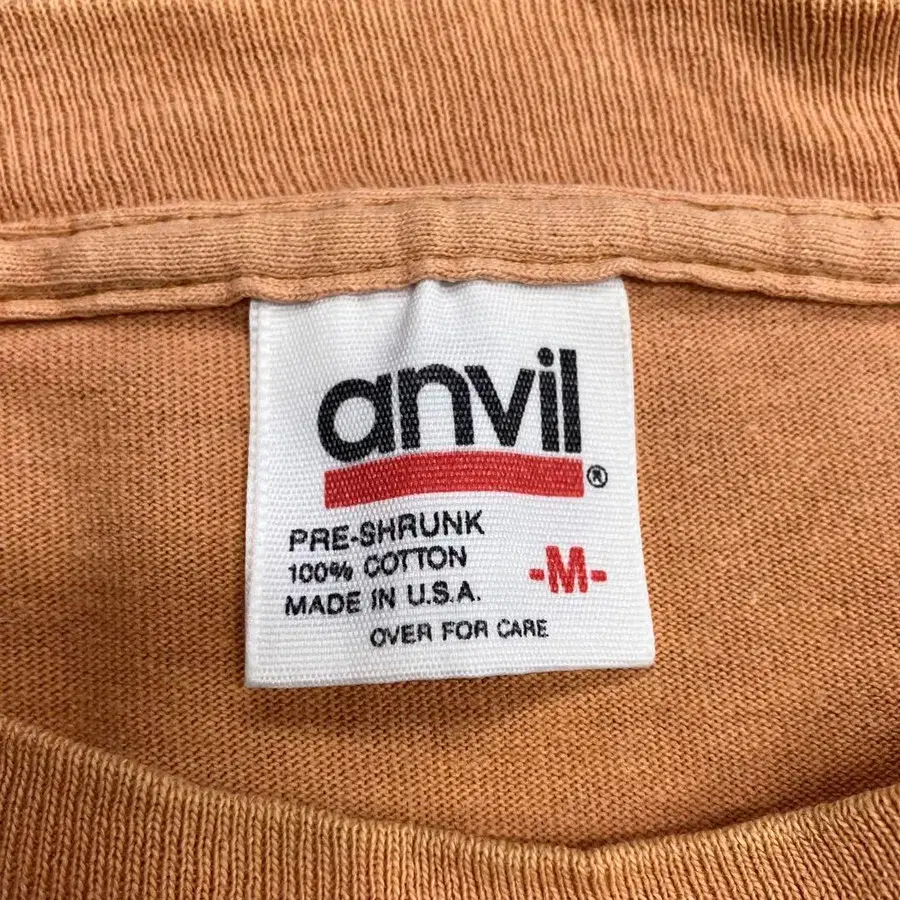 anvil®
PRE-SHRUNK
100% COTTON
MADE IN U.S.A.
-M-
OVER FOR CARE